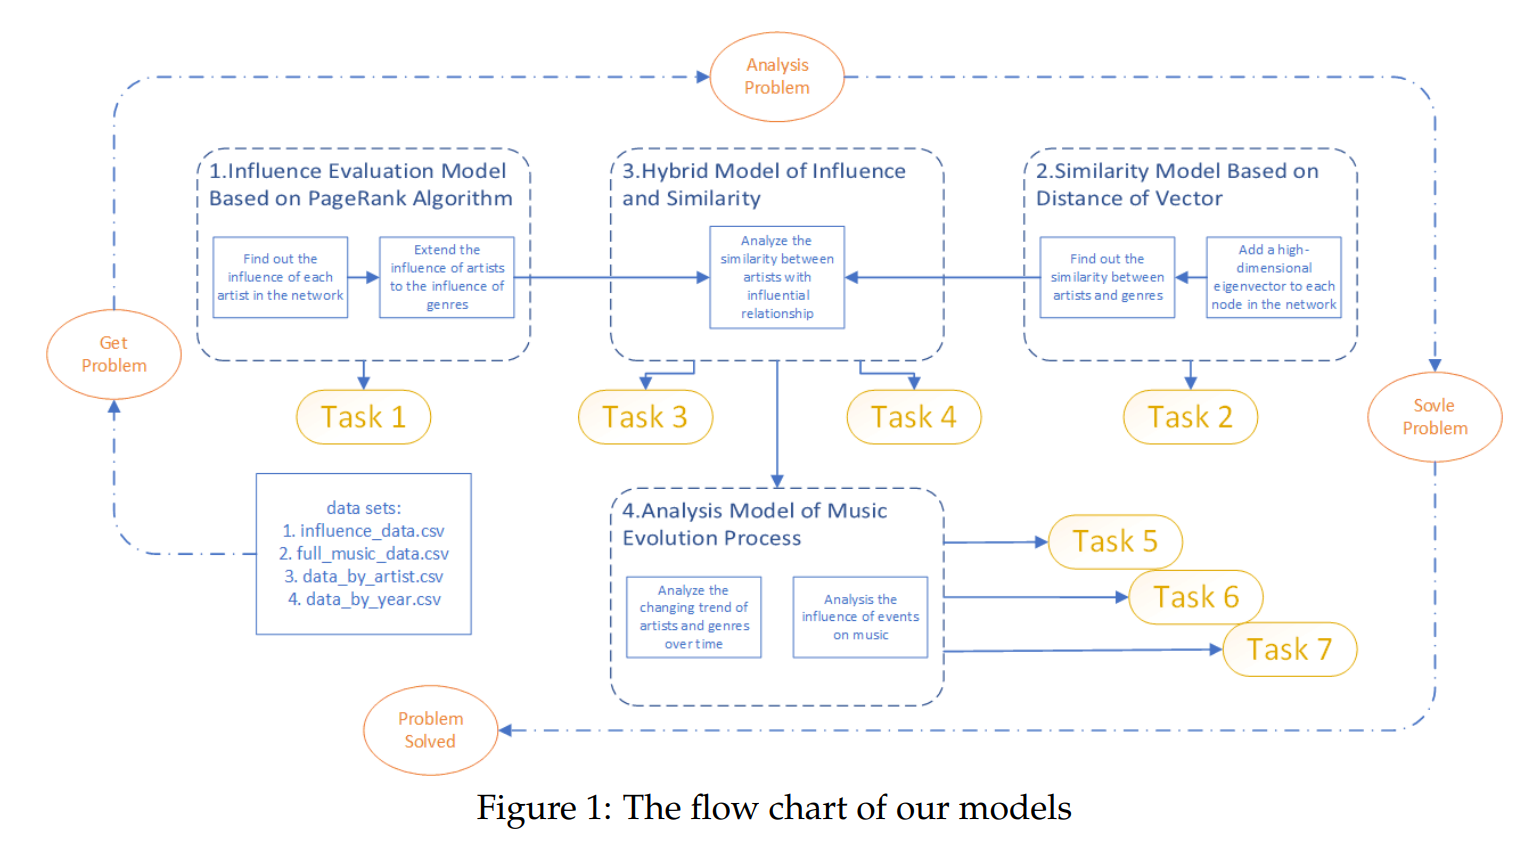 Analysis
Problem
1.Influence Evaluation Model
Based on PageRank Algorithm
Find out the
influence of each
artist in the network
Extend the
influence of artists
to the influence of
genres
3.Hybrid Model of Influence
and Similarity
Analyze the
similarity between
artists with
influential
relationship
2.Similarity Model Based on
Distance of Vector
Find out the
similarity between
artists and genres
Add a high-
dimensional
eigenvector to each
node in the network
Get
Problem
Task 1
Task 3
Task 4
Task 2
Sovle
Problem
data sets:
1. influence_data.csv
2. full_music_data.csv
3. data_by_artist.csv
4. data_by_year.csv
4.Analysis Model of Music
Evolution Process
Analyze the
changing trend of
artists and genres
over time
Analysis the
influence of events
on music
Task 5
Task 6
Task 7
Problem
Solved
Figure 1: The flow chart of our models